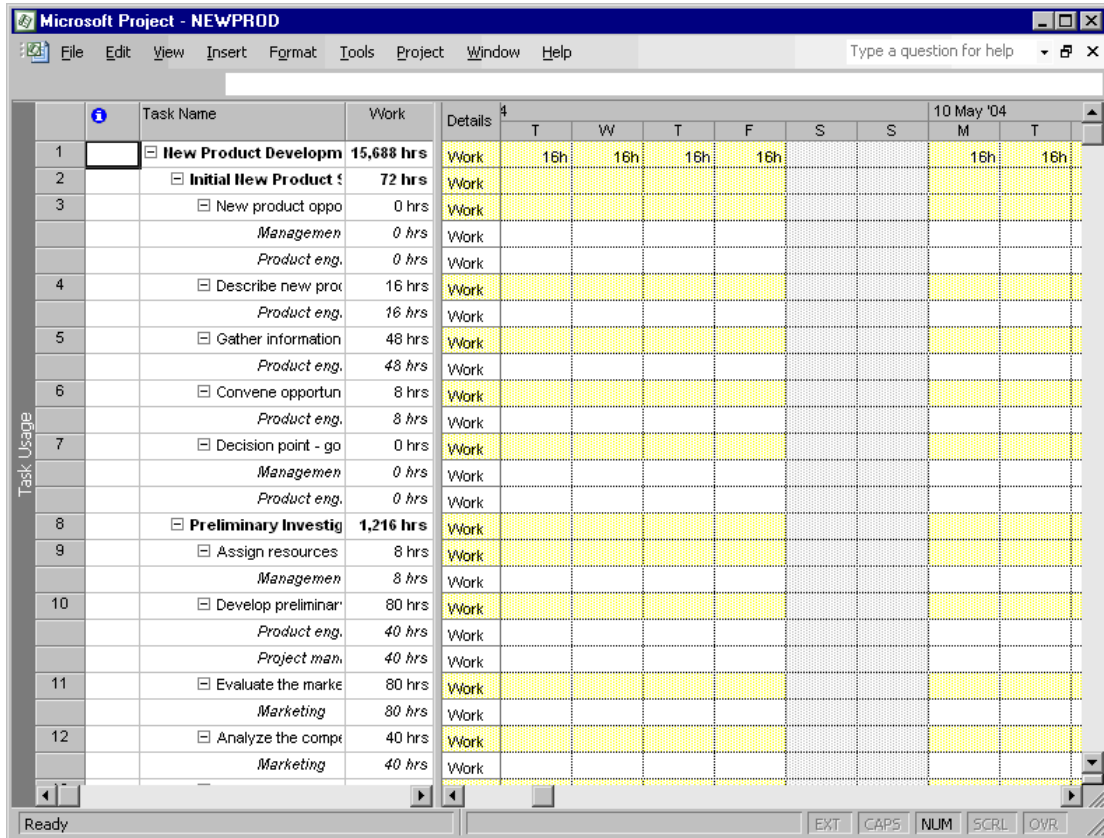 Microsoft Project - NEWPROD
File Edit View Insert Format Tools Project Window Help Type a question for help
Task Name Work Details 4 10 May '04
T W T F S S M T
1 New Product Developm 15,688 hrs Work 16h 16h 16h 16h 16h 16h
2 Initial New Product S 72 hrs Work
3 New product oppo 0 hrs Work
Managemen 0 hrs Work
Product eng. 0 hrs Work
4 Describe new prod 16 hrs Work
Product eng. 16 hrs Work
5 Gather information 48 hrs Work
Product eng. 48 hrs Work
6 Convene opportun 8 hrs Work
Product eng. 8 hrs Work
7 Decision point - go 0 hrs Work
Managemen 0 hrs Work
Product eng. 0 hrs Work
8 Preliminary Investig 1,216 hrs Work
9 Assign resources 8 hrs Work
Managemen 8 hrs Work
10 Develop preliminar 80 hrs Work
Product eng. 40 hrs Work
Project man. 40 hrs Work
11 Evaluate the marke 80 hrs Work
Marketing 80 hrs Work
12 Analyze the compe 40 hrs Work
Marketing 40 hrs Work
Task Usage
Ready EXT CAPS NUM SCRL OVR